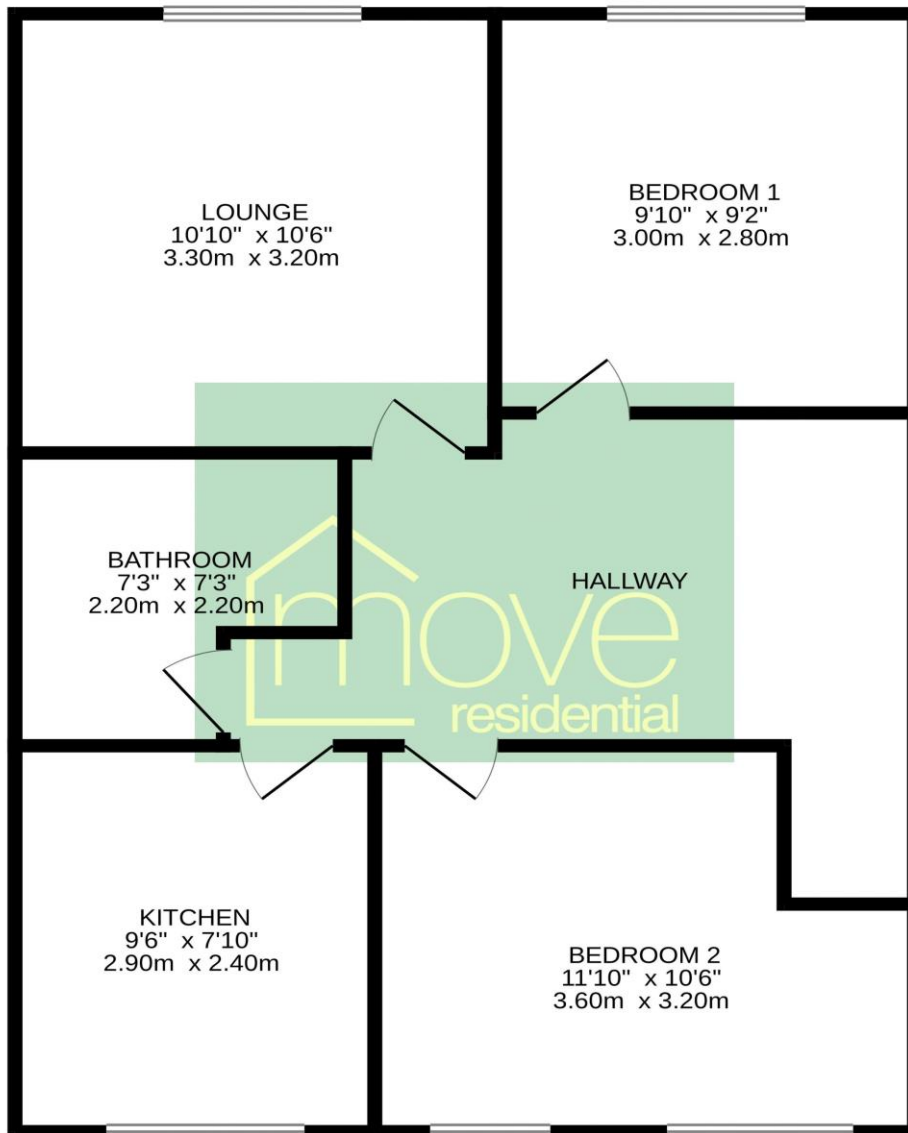 LOUNGE
10'10" x 10'6"
3.30m x 3.20m
BEDROOM 1
9'10" x 9'2"
3.00m x 2.80m
BATHROOM
7'3" x 7'3"
2.20m x 2.20m
HALLWAY
move
residential
KITCHEN
9'6" x 7'10"
2.90m x 2.40m
BEDROOM 2
11'10" x 10'6"
3.60m x 3.20m